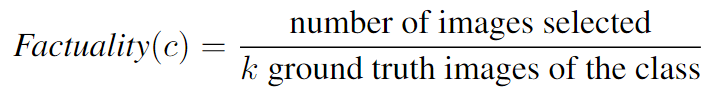 Factuality(c) = number of images selected
k ground truth images of the class